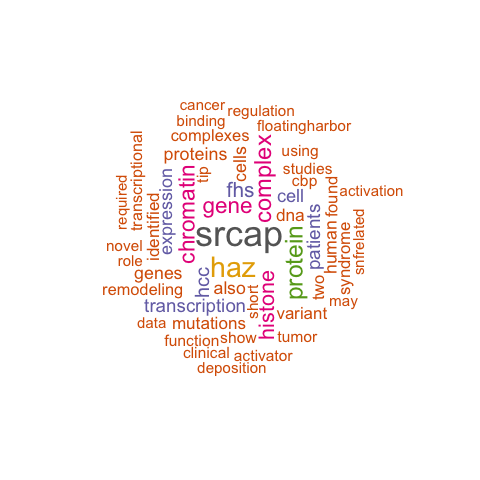 cancer
regulation
binding
floatingharbor
complexes
using
proteins
cells
complex
studies
tip
cbp
transcriptional
required
identified
expression
chromatin
fhs
cell
activation
gene
dna
patients
human
found
srcap
novel
role
haz
protein
syndrome
snfrelated
genes
hcc
also
short
histone
two
may
remodeling
transcription
variant
data
mutations
function
show
tumor
clinical
activator
deposition